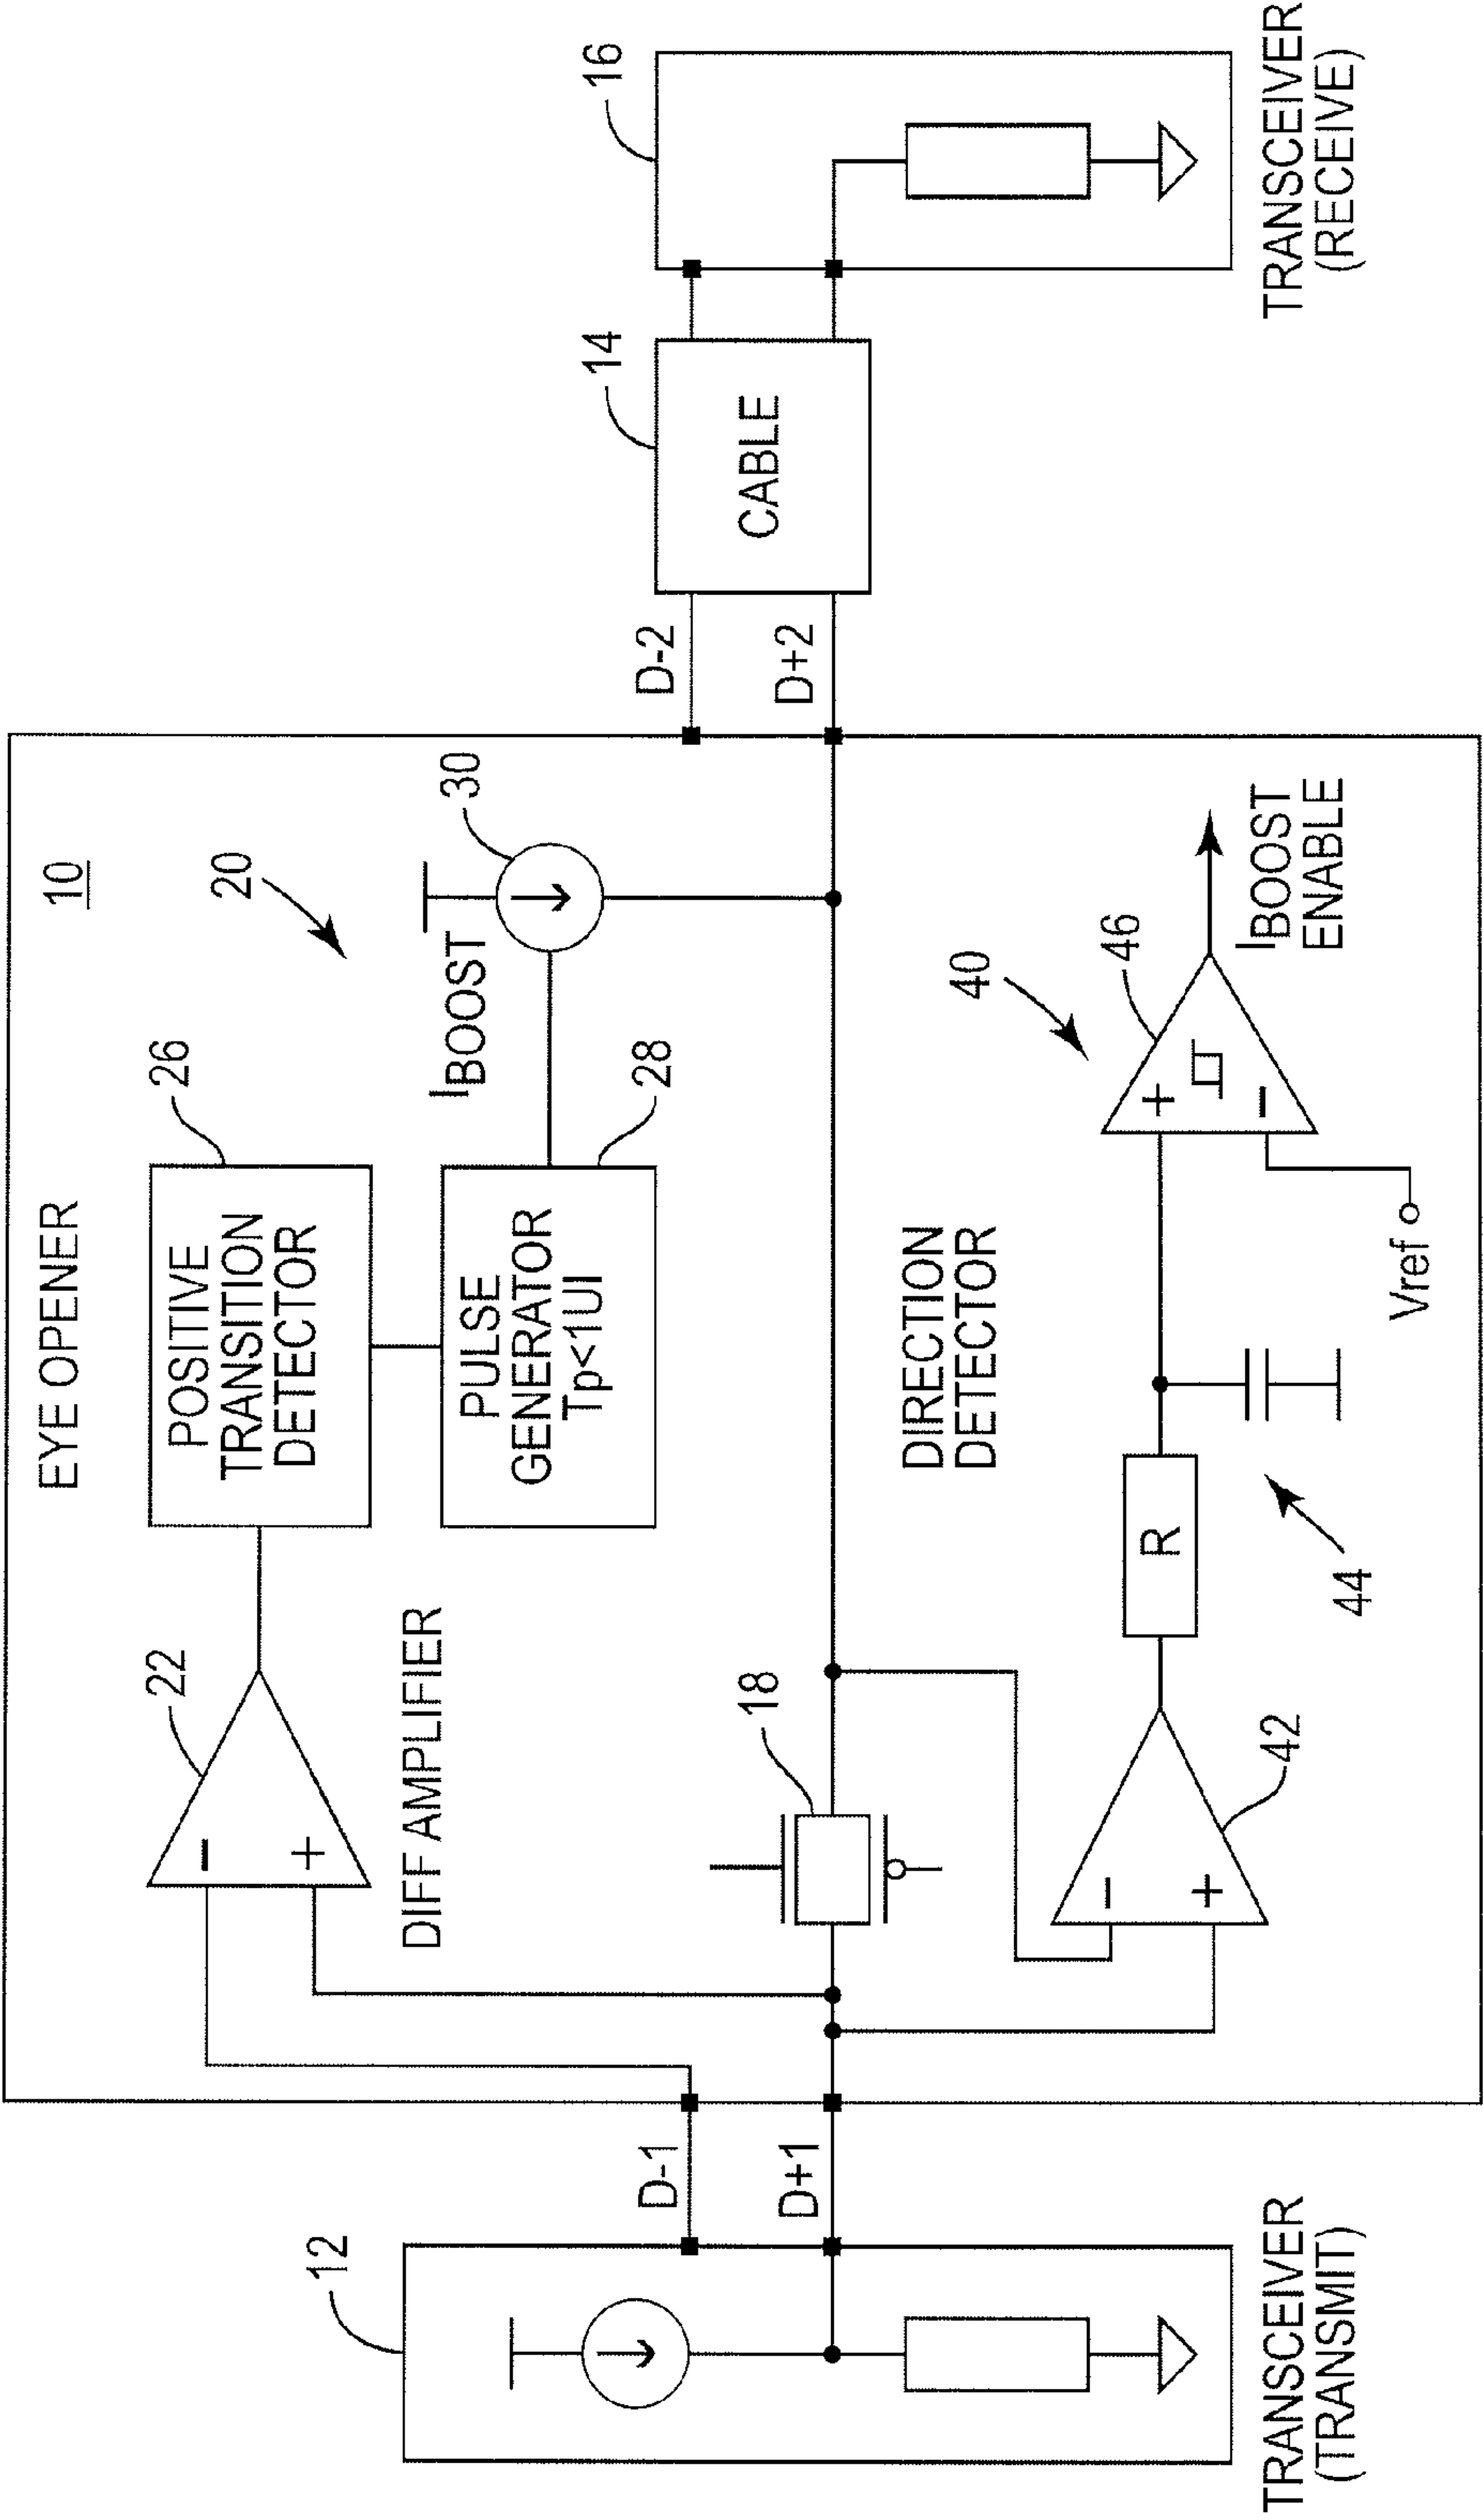 EYE OPENER
10
20
12
22
26
POSITIVE
TRANSITION
DETECTOR
−
+
DIFF AMPLIFIER
PULSE
GENERATOR
Tp<1UI
28
IBOOST
30
D-1
D+1
18
D-2
D+2
14
CABLE
16
DIRECTION
DETECTOR
40
46
−
+
42
R
44
+
−
Vref
IBOOST
ENABLE
TRANSCEIVER
(TRANSMIT)
TRANSCEIVER
(RECEIVE)